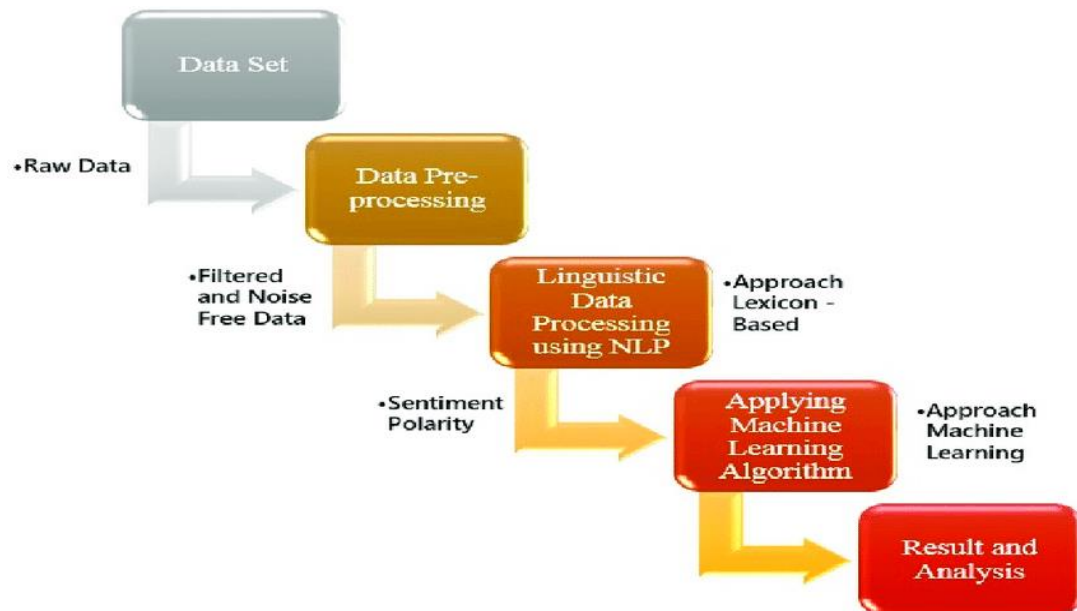 Data Set
•Raw Data
Data Pre-
processing
•Filtered
and Noise
Free Data
Linguistic
Data
Processing
using NLP
•Approach
Lexicon -
Based
•Sentiment
Polarity
Applying
Machine
Learning
Algorithm
•Approach
Machine
Learning
Result and
Analysis